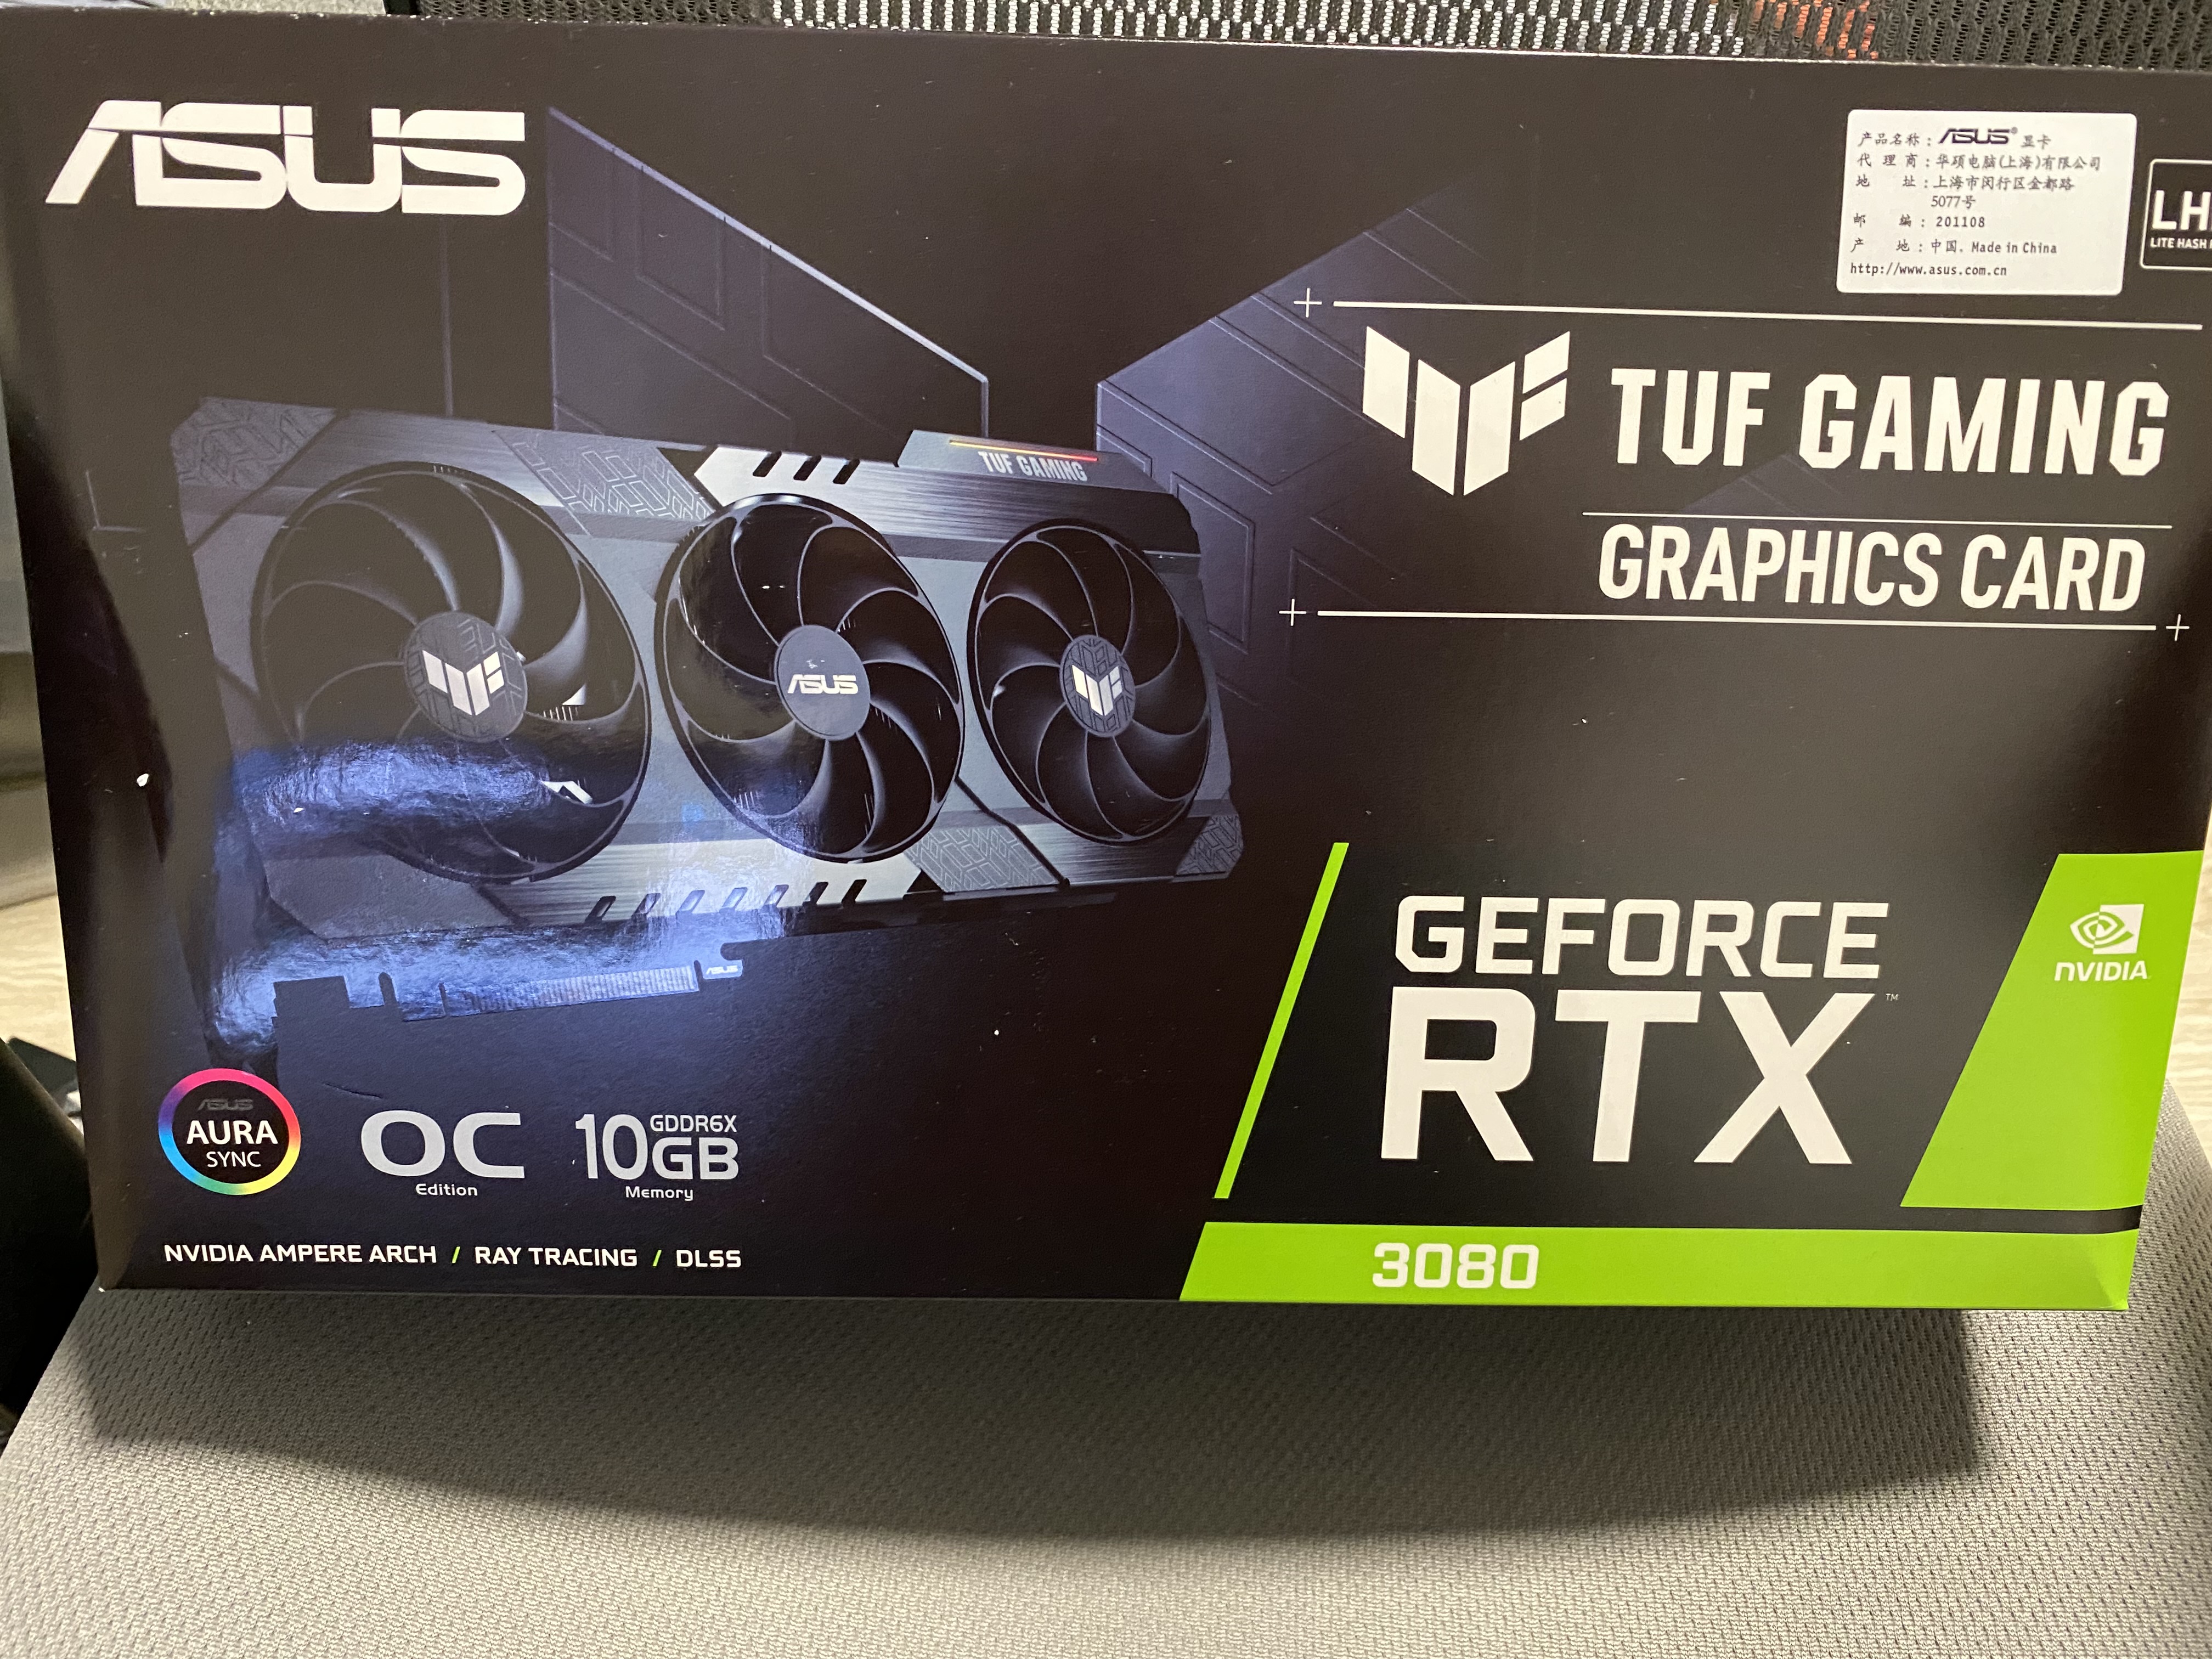 ASUS
产品名称：ASUS® 显卡
代 理 商：华硕电脑(上海)有限公司
地 址：上海市闵行区金都路
5077号
邮 编：201108
产 地：中国。Made in China
http://www.asus.com.cn
LITE HASH
TUF GAMING
GRAPHICS CARD
TUF GAMING
ASUS
ASUS
GEFORCE
RTX™
NVIDIA
3080
ASUS
AURA
SYNC
OC
Edition
10GB
GDDR6X
Memory
NVIDIA AMPERE ARCH / RAY TRACING / DLSS